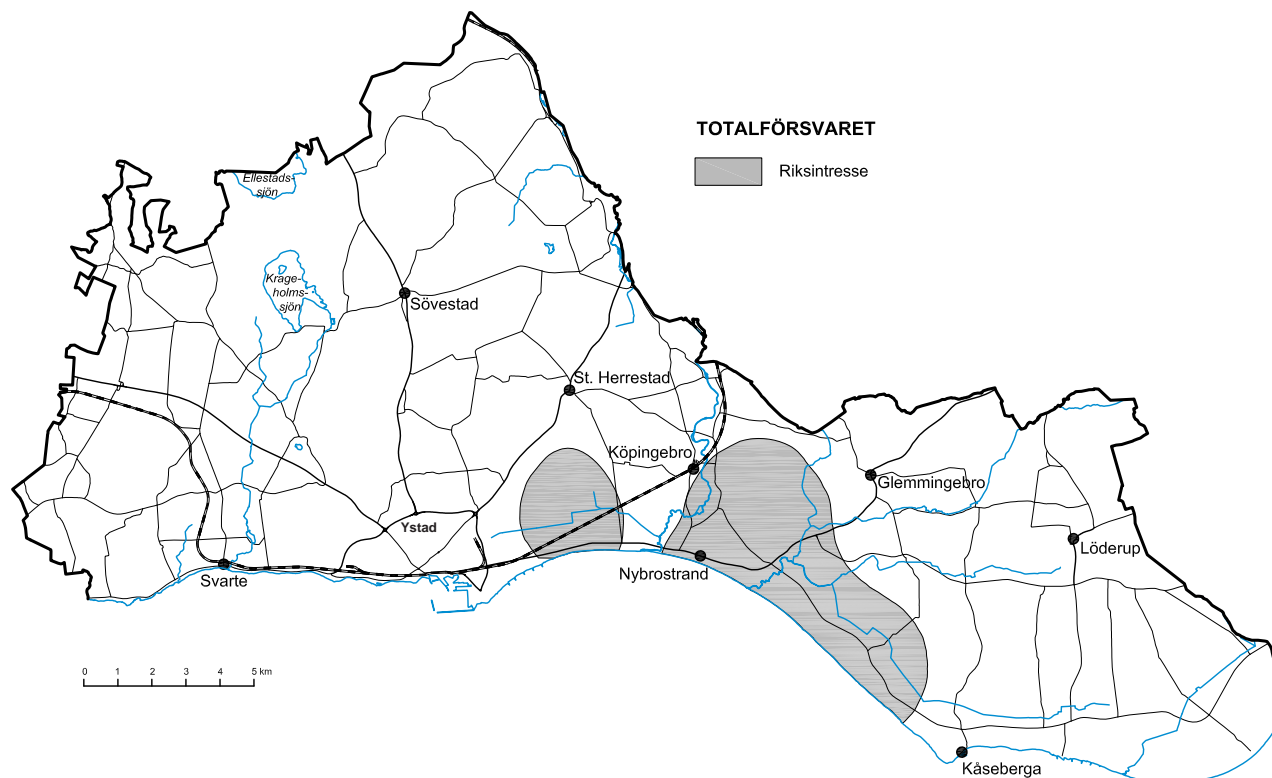 TOTALFÖRSVARET
Riksintresse
Ellestads-
sjön
Krage-
holms-
sjön
Sövestad
St. Herrestad
Köpingebro
Glemmingebro
Ystad
Löderup
Nybrostrand
Svarte
0 1 2 3 4 5 km
Kåseberga